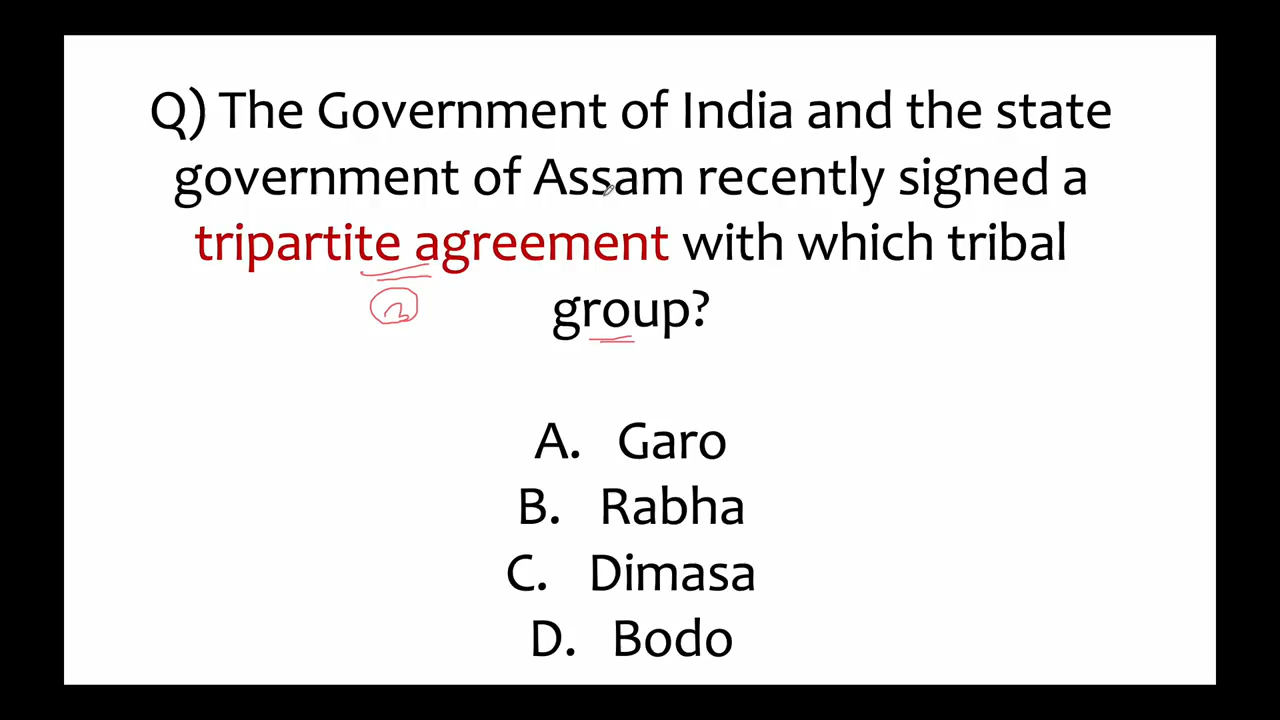 Q) The Government of India and the state
government of Assam recently signed a
tripartite agreement with which tribal
group?
A. Garo
B. Rabha
C. Dimasa
D. Bodo